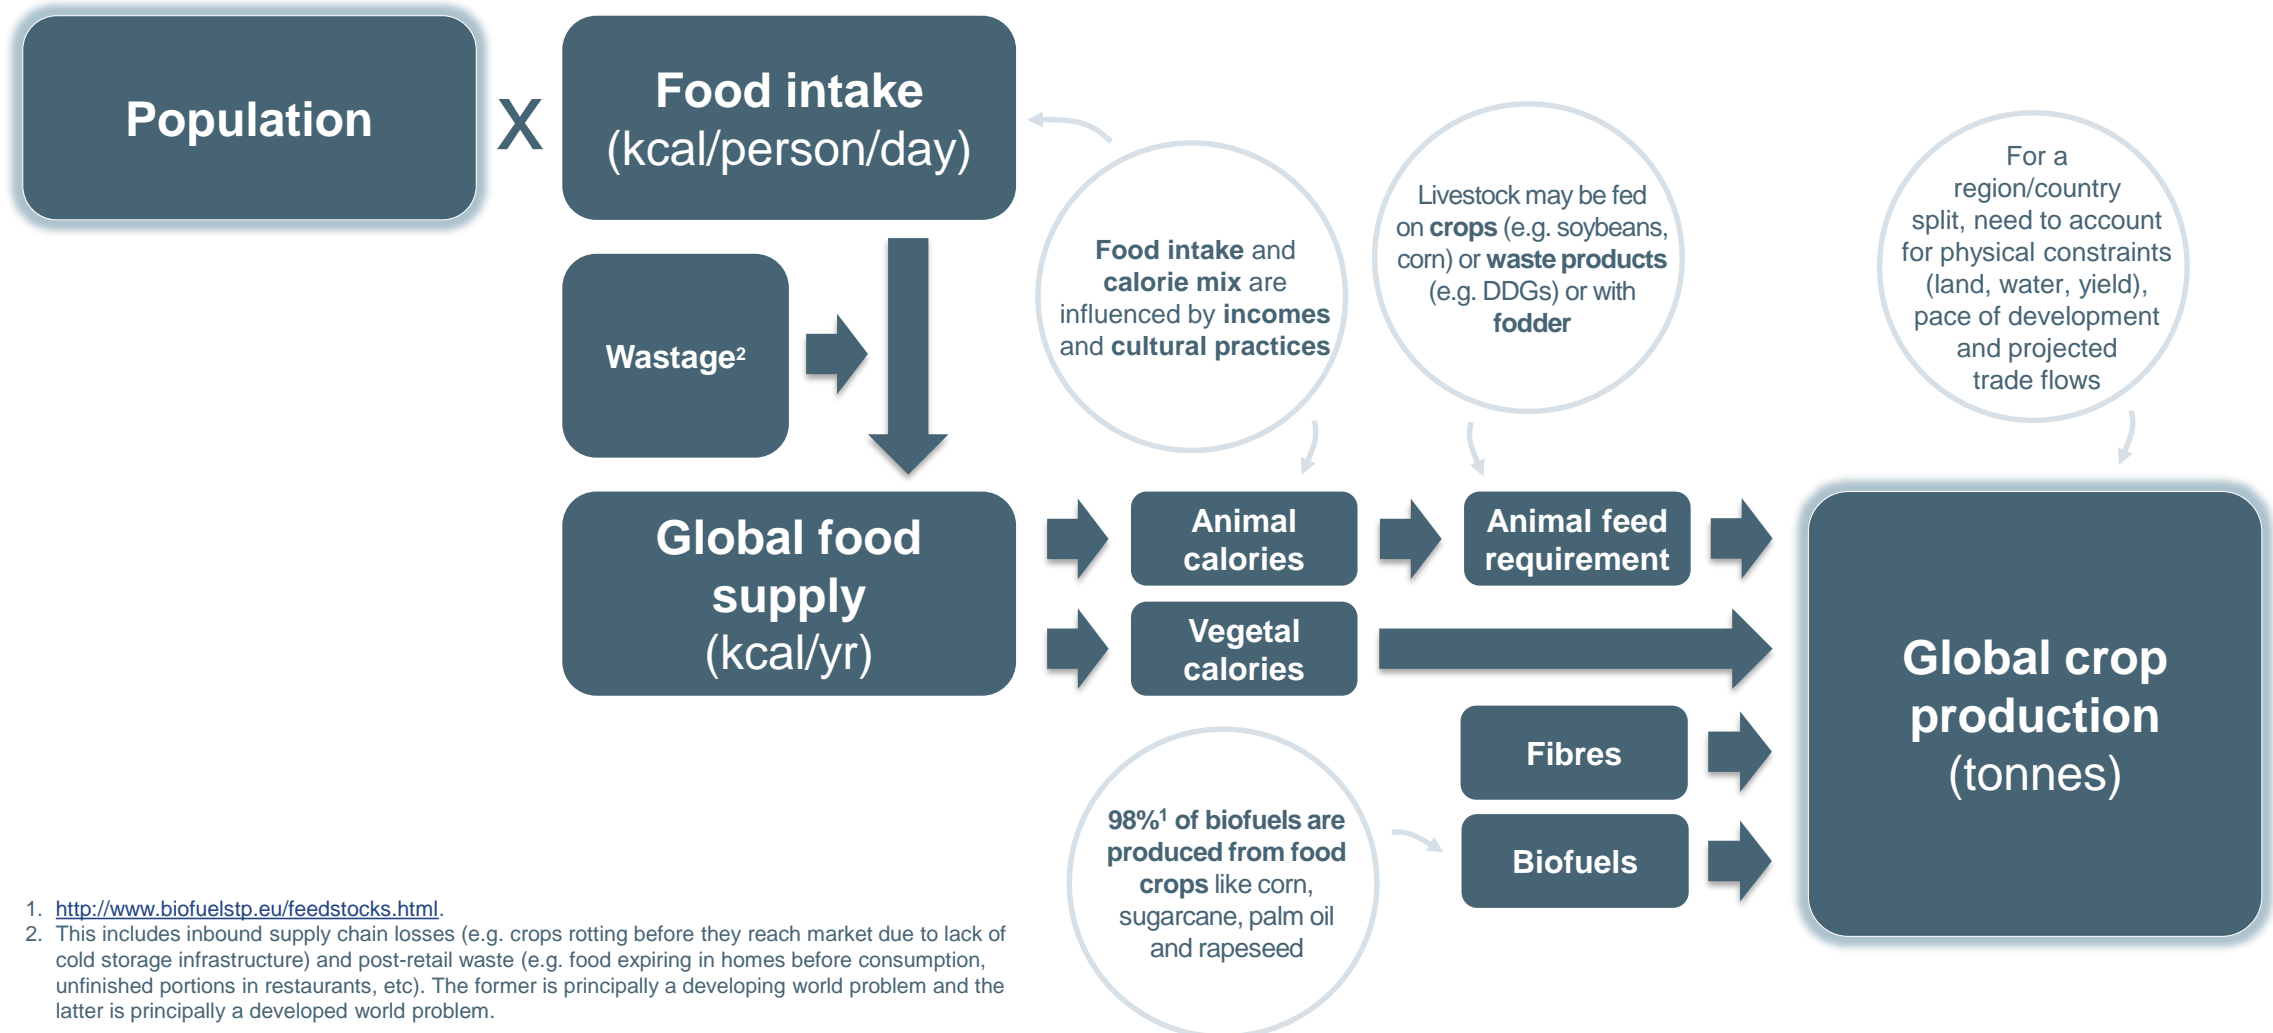 Population
X
Food intake
(kcal/person/day)
Wastage2
Food intake and
calorie mix are
influenced by incomes
and cultural practices
Livestock may be fed
on crops (e.g. soybeans,
corn) or waste products
(e.g. DDGs) or with
fodder
For a
region/country
split, need to account
for physical constraints
(land, water, yield),
pace of development
and projected
trade flows
Global food
supply
(kcal/yr)
Animal
calories
Animal feed
requirement
Vegetal
calories
Global crop
production
(tonnes)
Fibres
Biofuels
98%1 of biofuels are
produced from food
crops like corn,
sugarcane, palm oil
and rapeseed
1. http://www.biofuelstp.eu/feedstocks.html.
2. This includes inbound supply chain losses (e.g. crops rotting before they reach market due to lack of
cold storage infrastructure) and post-retail waste (e.g. food expiring in homes before consumption,
unfinished portions in restaurants, etc). The former is principally a developing world problem and the
latter is principally a developed world problem.